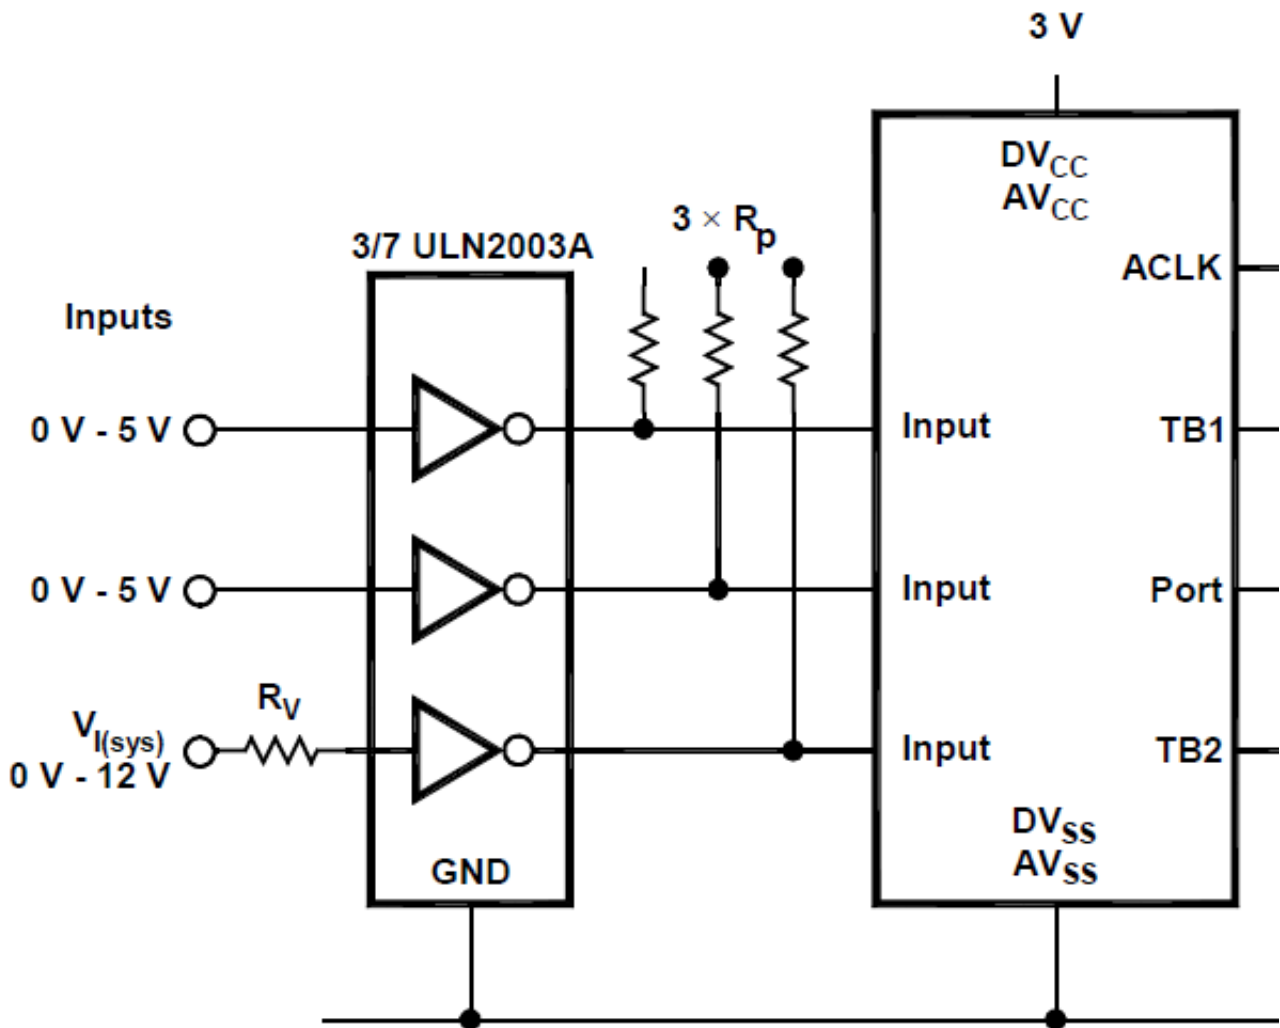 3 V
DVCC
AVCC
3 × Rp
3/7 ULN2003A
ACLK
Inputs
0 V - 5 V
Input
TB1
0 V - 5 V
Input
Port
RV
VI(sys)
0 V - 12 V
Input
TB2
DVSS
AVSS
GND